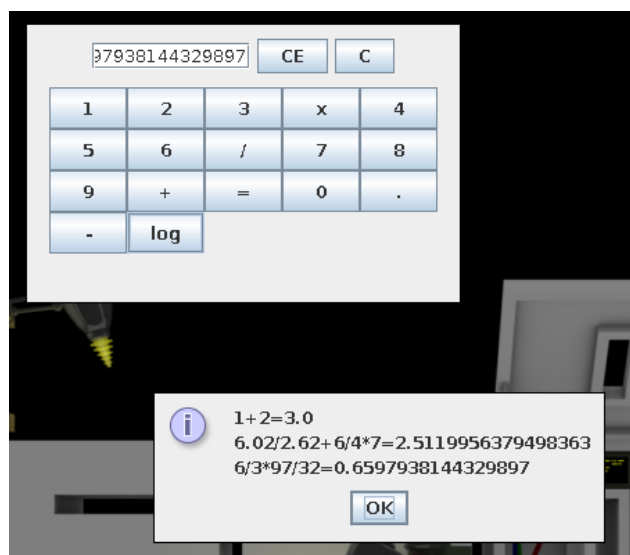 97938144329897 CE C
1 2 3 x 4
5 6 / 7 8
9 + = 0 .
- log
1+2=3.0
6.02/2.62+6/4*7=2.5119956379498363
6/3*97/32=0.6597938144329897
OK